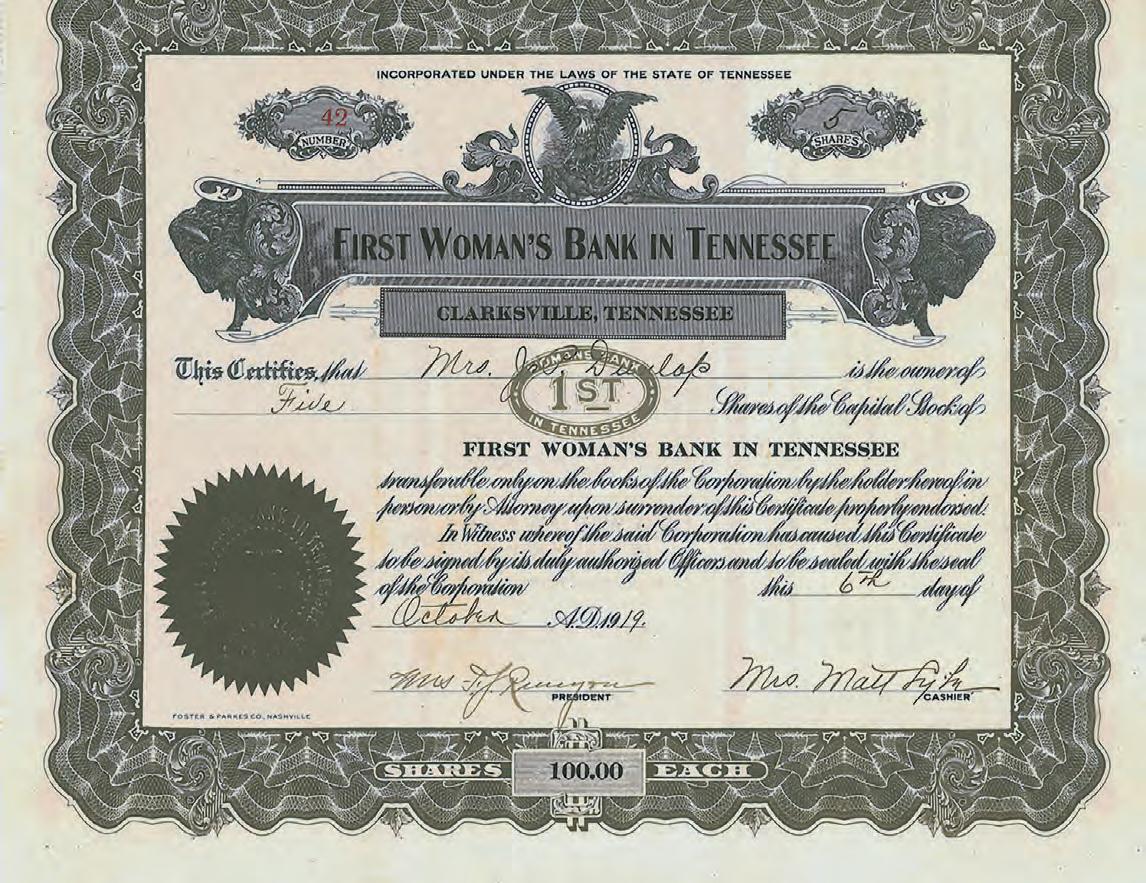 INCORPORATED UNDER THE LAWS OF THE STATE OF TENNESSEE
42
NUMBER
5
SHARES
FIRST WOMAN'S BANK IN TENNESSEE
CLARKSVILLE, TENNESSEE
This Certifies, that Mrs. Dunlap is the owner of
1ST
IN TENNESSEE
Five Shares of the Capital Stock of
FIRST WOMAN'S BANK IN TENNESSEE
transferable only on the books of the Corporation by the holder hereof in
person or by Attorney upon surrender of this Certificate properly endorsed.
In Witness whereof the said Corporation has caused this Certificate
to be signed by its duly authorized Officers and to be sealed with the seal
of the Corporation this 6th day of
October A.D. 1919.
Mrs F. J. Runyon
PRESIDENT
Mrs. Matt
CASHIER
FOSTER & PARKES CO., NASHVILLE
SHARES 100.00 EACH